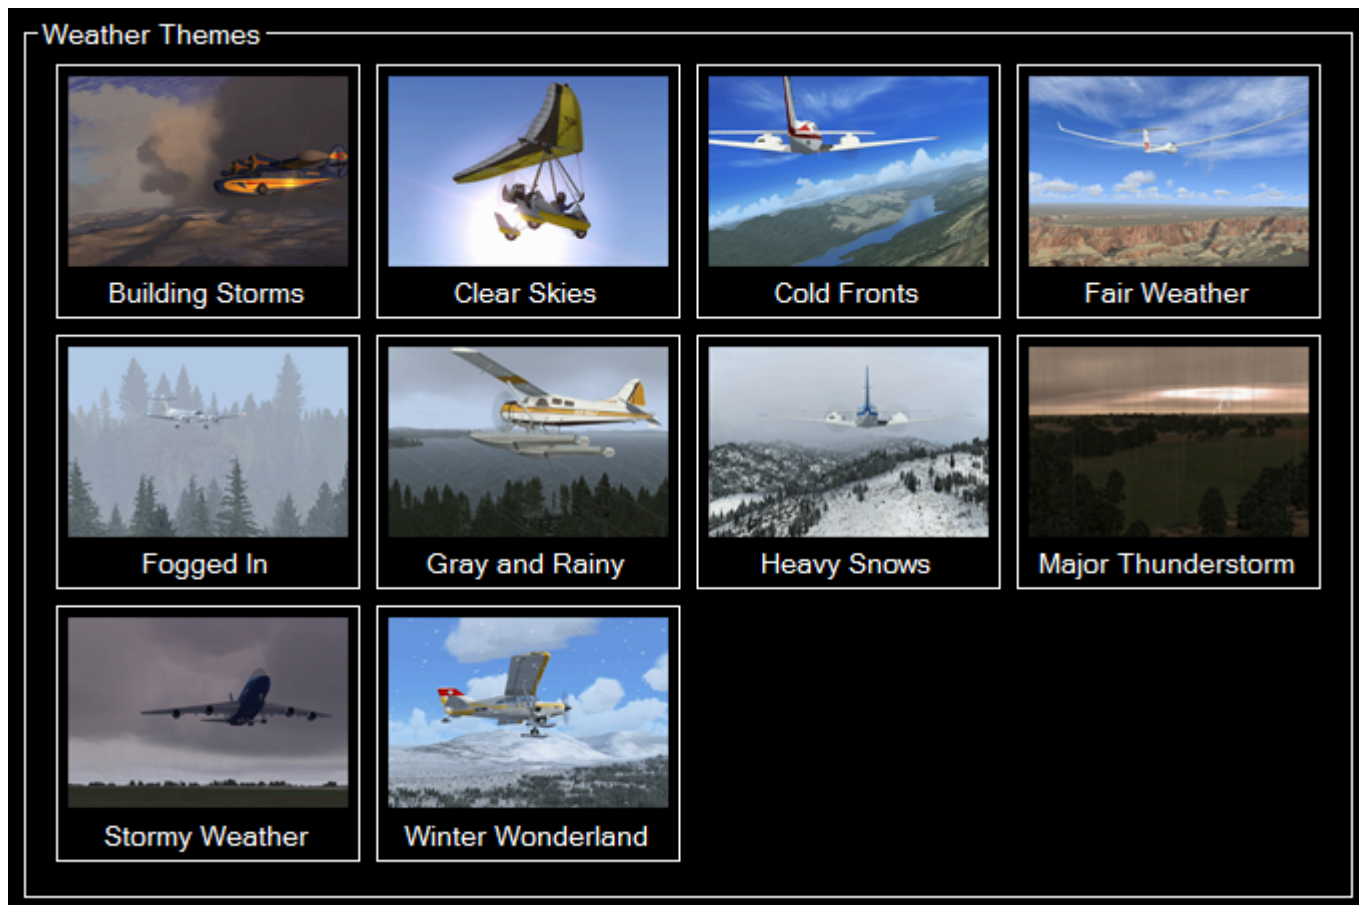 Weather Themes
Building Storms
Clear Skies
Cold Fronts
Fair Weather
Fogged In
Gray and Rainy
Heavy Snows
Major Thunderstorm
Stormy Weather
Winter Wonderland